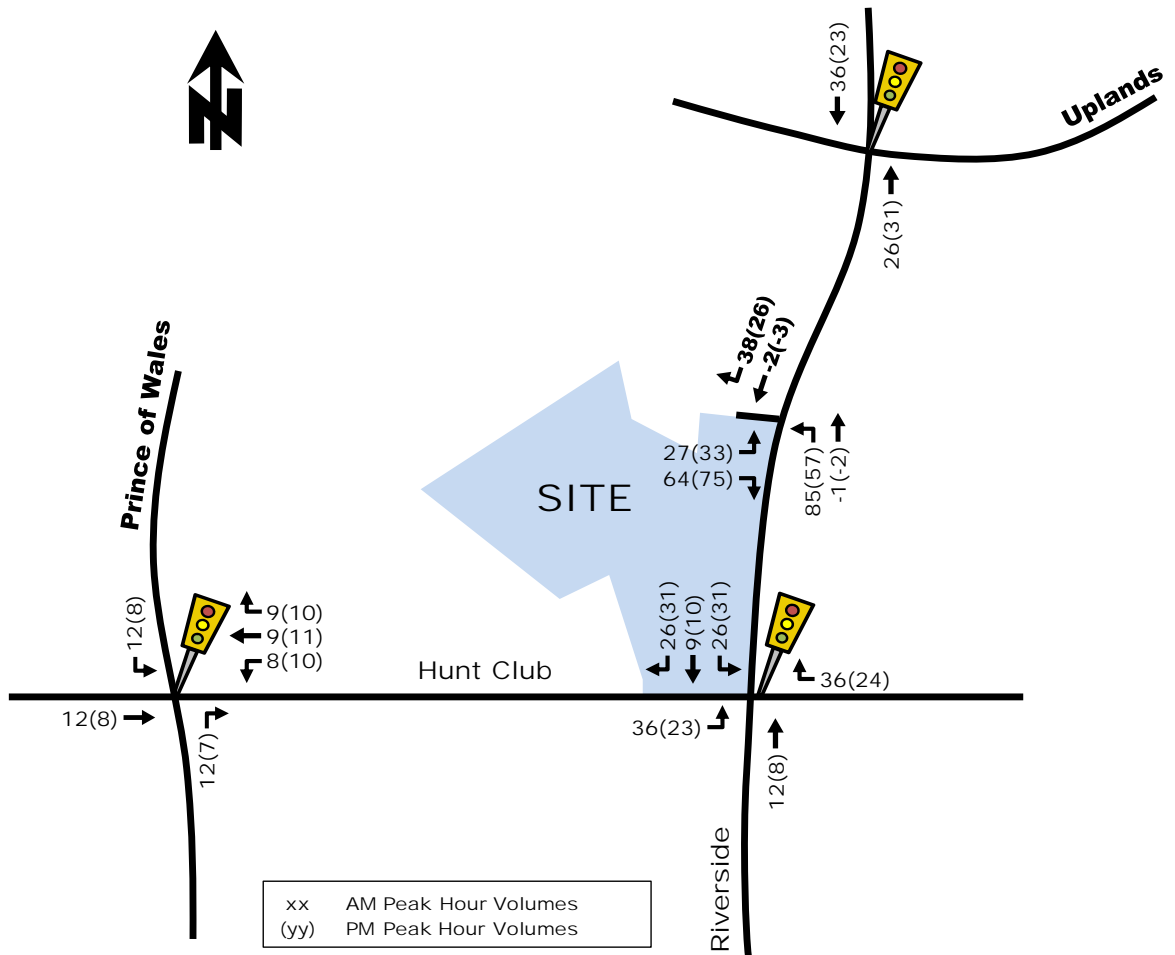 N
36(23)
Uplands
26(31)
38(26)
-2(-3)
Prince of Wales
27(33)
64(75)
85(57)
-1(-2)
SITE
12(8)
9(10)
9(11)
8(10)
Hunt Club
26(31)
9(10)
26(31)
36(24)
12(8)
12(7)
36(23)
12(8)
Riverside
xx AM Peak Hour Volumes
(yy) PM Peak Hour Volumes